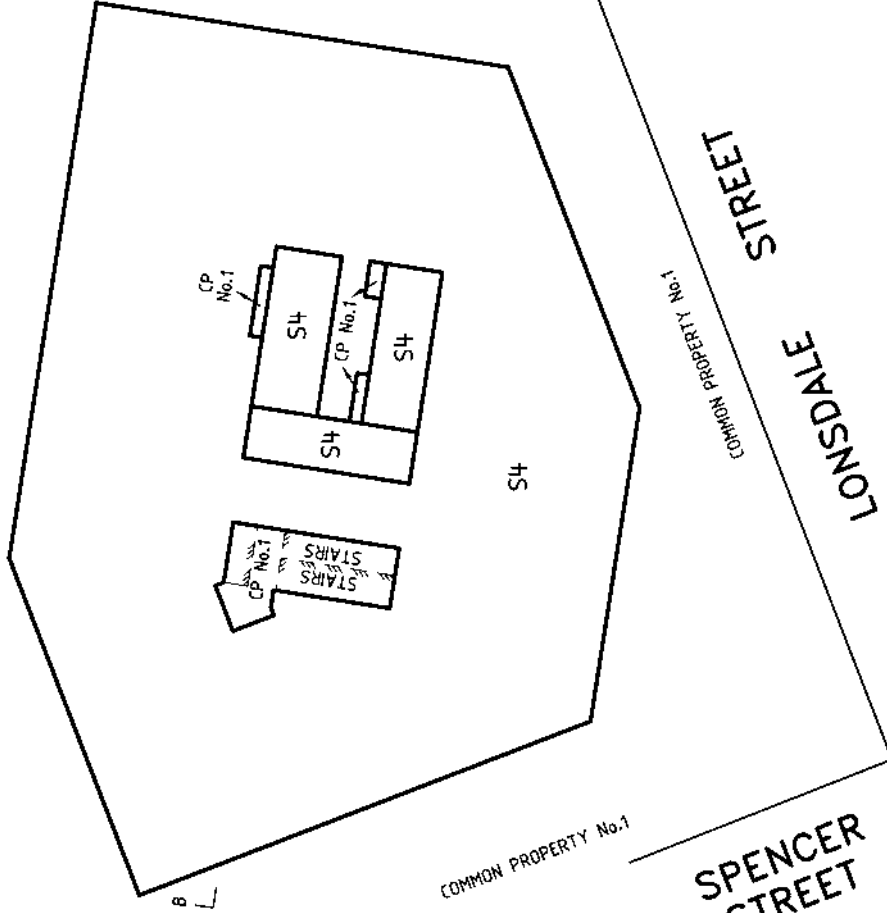 STREET
LONSDALE
COMMON PROPERTY No.1
CP
No.1
S4
CP No.1
S4
S4
S4
CP No.1
STAIRS
STAIRS
COMMON PROPERTY No.1
B
SPENCER
STREET